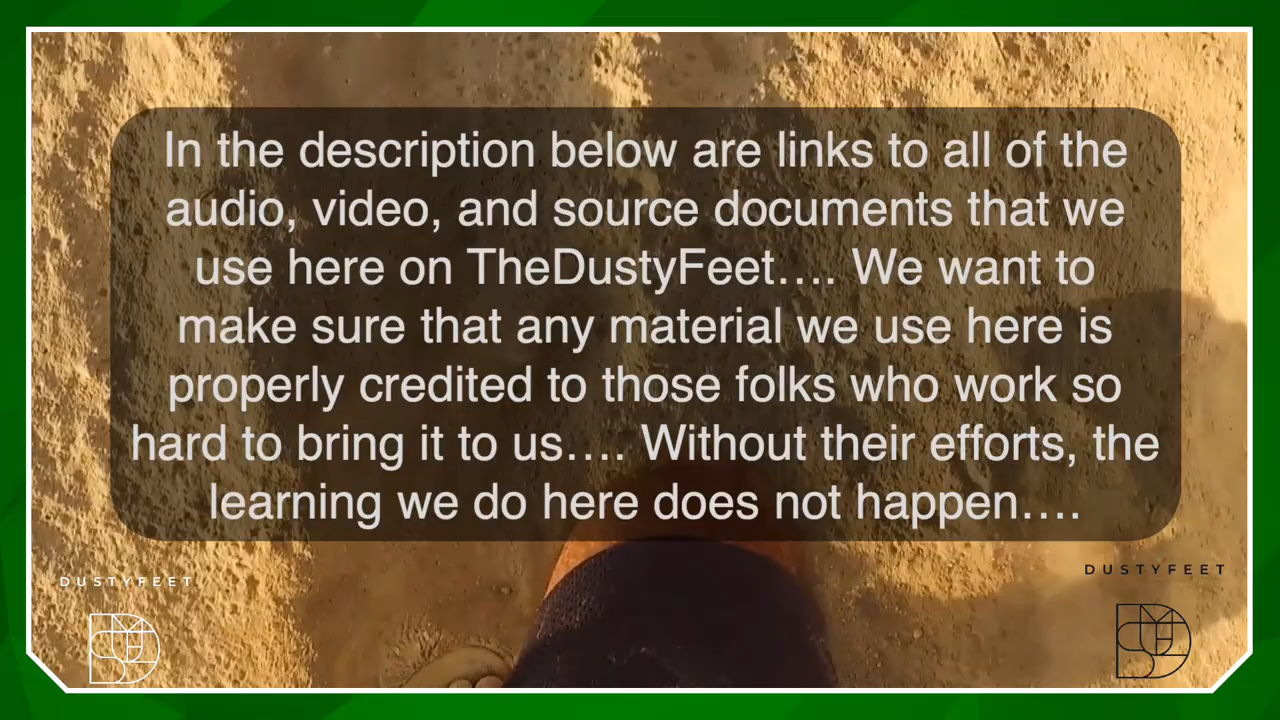 In the description below are links to all of the
audio, video, and source documents that we
use here on TheDustyFeet.... We want to
make sure that any material we use here is
properly credited to those folks who work so
hard to bring it to us.... Without their efforts, the
learning we do here does not happen....
DUSTYFEET
DUSTYFEET